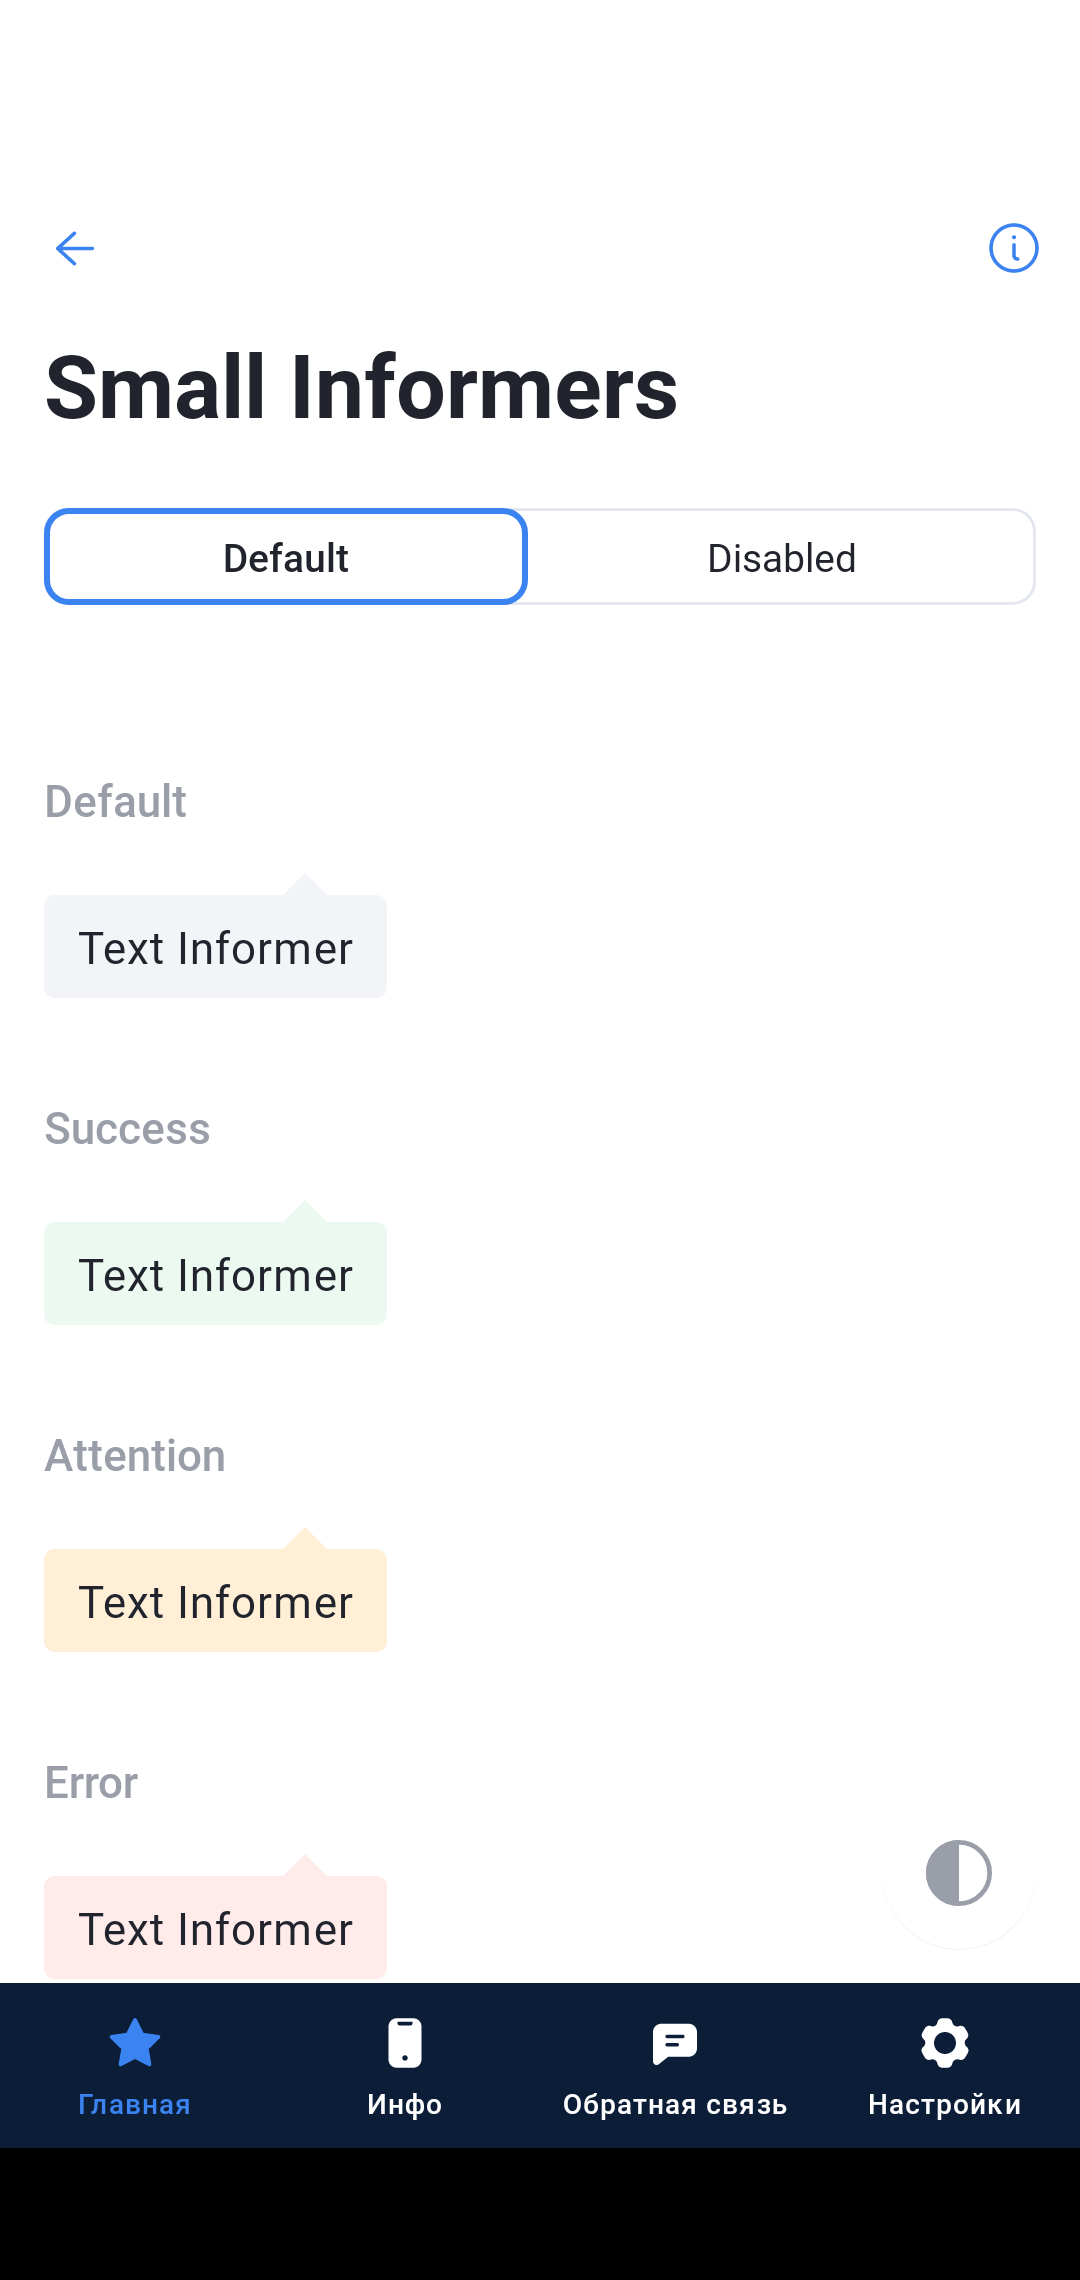 Small Informers
Default
Disabled
Default
Text Informer
Success
Text Informer
Attention
Text Informer
Error
Text Informer
Главная
Инфо
Обратная связь
Настройки